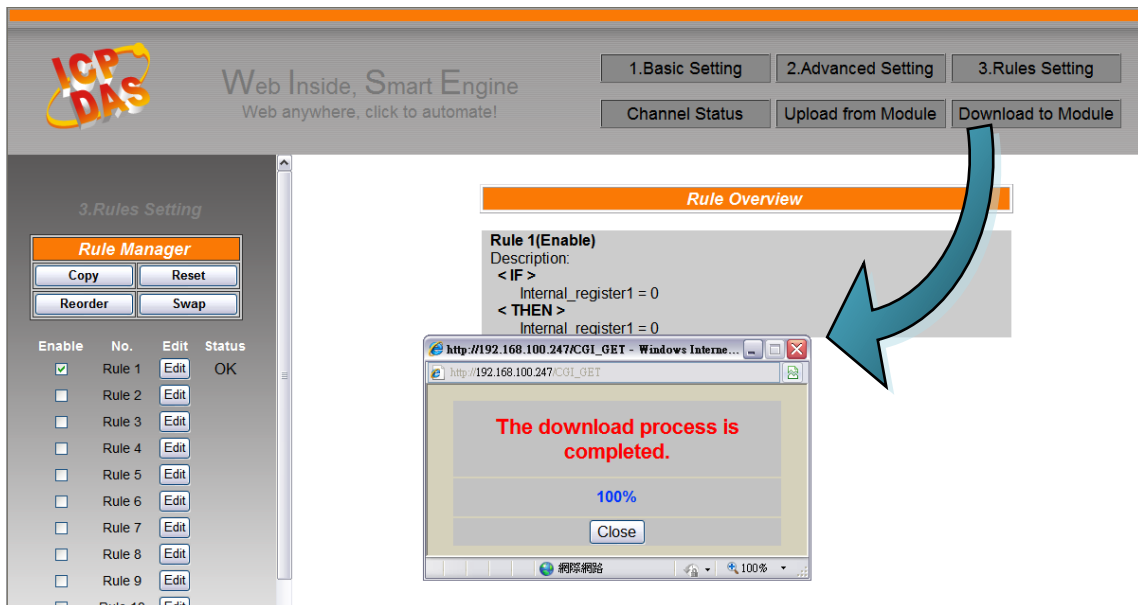 ICP DAS
Web Inside, Smart Engine
Web anywhere, click to automate!
1.Basic Setting
2.Advanced Setting
3.Rules Setting
Channel Status
Upload from Module
Download to Module
3.Rules Setting
Rule Manager
Copy
Reset
Reorder
Swap
Enable No. Edit Status
Rule 1 Edit OK
Rule 2 Edit
Rule 3 Edit
Rule 4 Edit
Rule 5 Edit
Rule 6 Edit
Rule 7 Edit
Rule 8 Edit
Rule 9 Edit
Rule 10 Edit
Rule Overview
Rule 1(Enable)
Description:
< IF >
Internal_register1 = 0
< THEN >
Internal_register1 = 0
http://192.168.100.247/CGI_GET - Windows Interne...
http://192.168.100.247/CGI_GET
The download process is
completed.
100%
Close
網際網路
100%